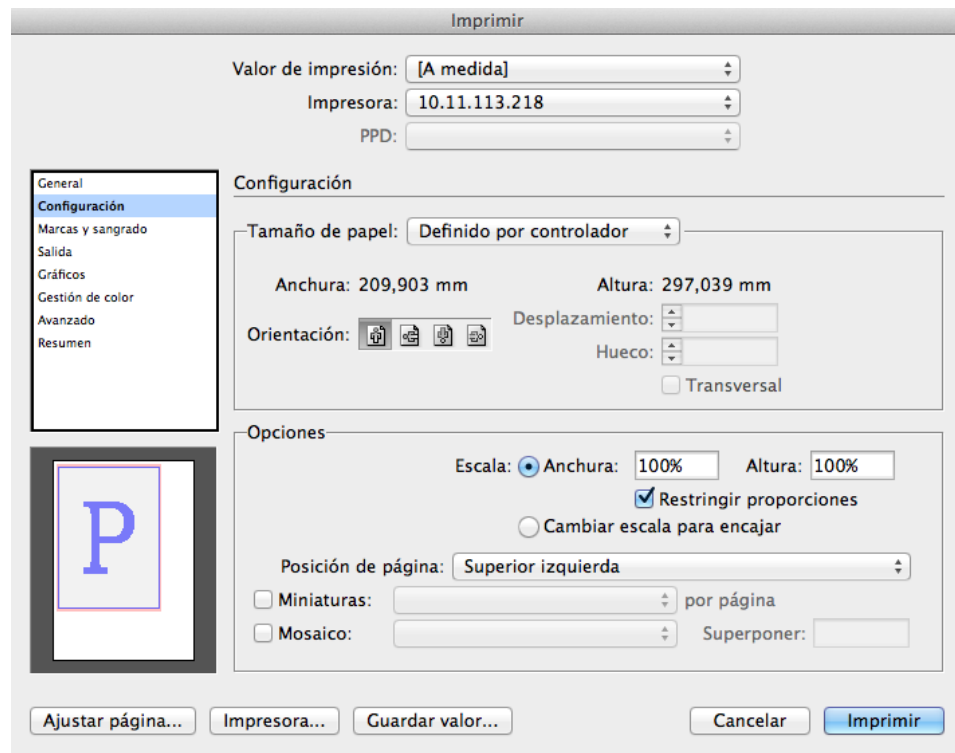 Imprimir
Valor de impresión: [A medida]
Impresora: 10.11.113.218
PPD:
General
Configuración
Marcas y sangrado
Salida
Gráficos
Gestión de color
Avanzado
Resumen
Configuración
Tamaño de papel: Definido por controlador
Anchura: 209,903 mm Altura: 297,039 mm
Orientación: Desplazamiento:
Hueco:
Transversal
Opciones
Escala: Anchura: 100% Altura: 100%
Restringir proporciones
Cambiar escala para encajar
Posición de página: Superior izquierda
Miniaturas: por página
Mosaico: Superponer:
P
Ajustar página... Impresora... Guardar valor... Cancelar Imprimir